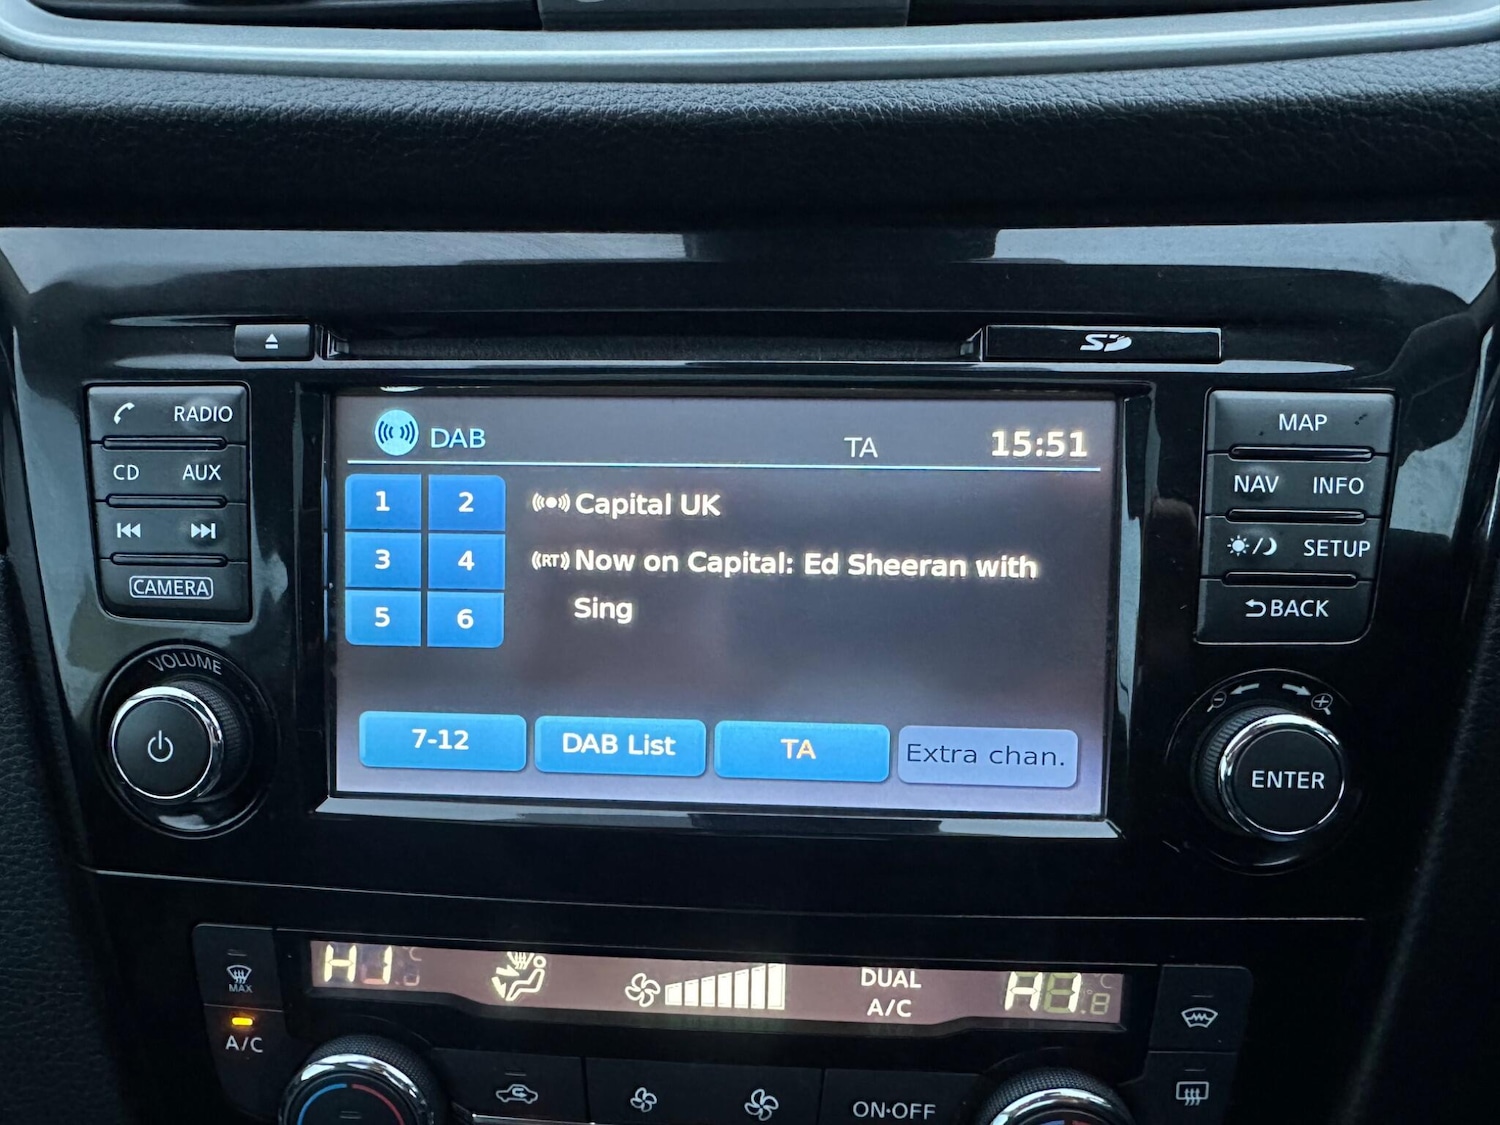 SD
RADIO
CD AUX
CAMERA
VOLUME
DAB TA 15:51
1 2
3 4
5 6
Capital UK
(RT) Now on Capital: Ed Sheeran with
Sing
7-12 DAB List TA Extra chan.
MAP
NAV INFO
SETUP
BACK
ENTER
MAX
A/C
HI
DUAL
A/C
HI
ON·OFF